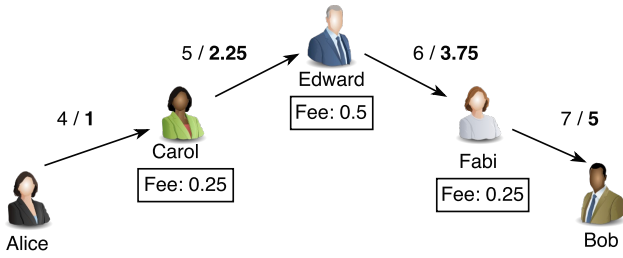 5 / 2.25
6 / 3.75
Edward
Fee: 0.5
4 / 1
7 / 5
Carol
Fabi
Fee: 0.25
Fee: 0.25
Alice
Bob